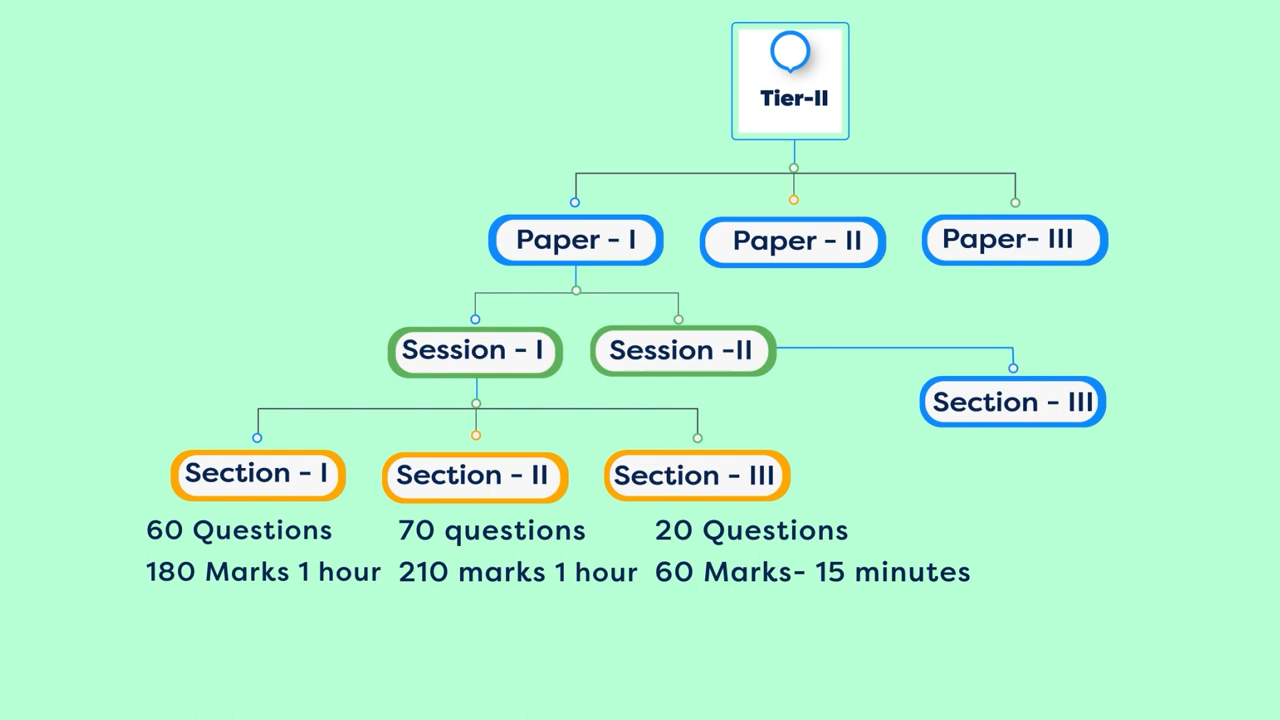 Tier-II
Paper - I
Paper - II
Paper- III
Session - I
Session -II
Section - III
Section - I
Section - II
Section - III
60 Questions
180 Marks 1 hour
70 questions
210 marks 1 hour
20 Questions
60 Marks- 15 minutes